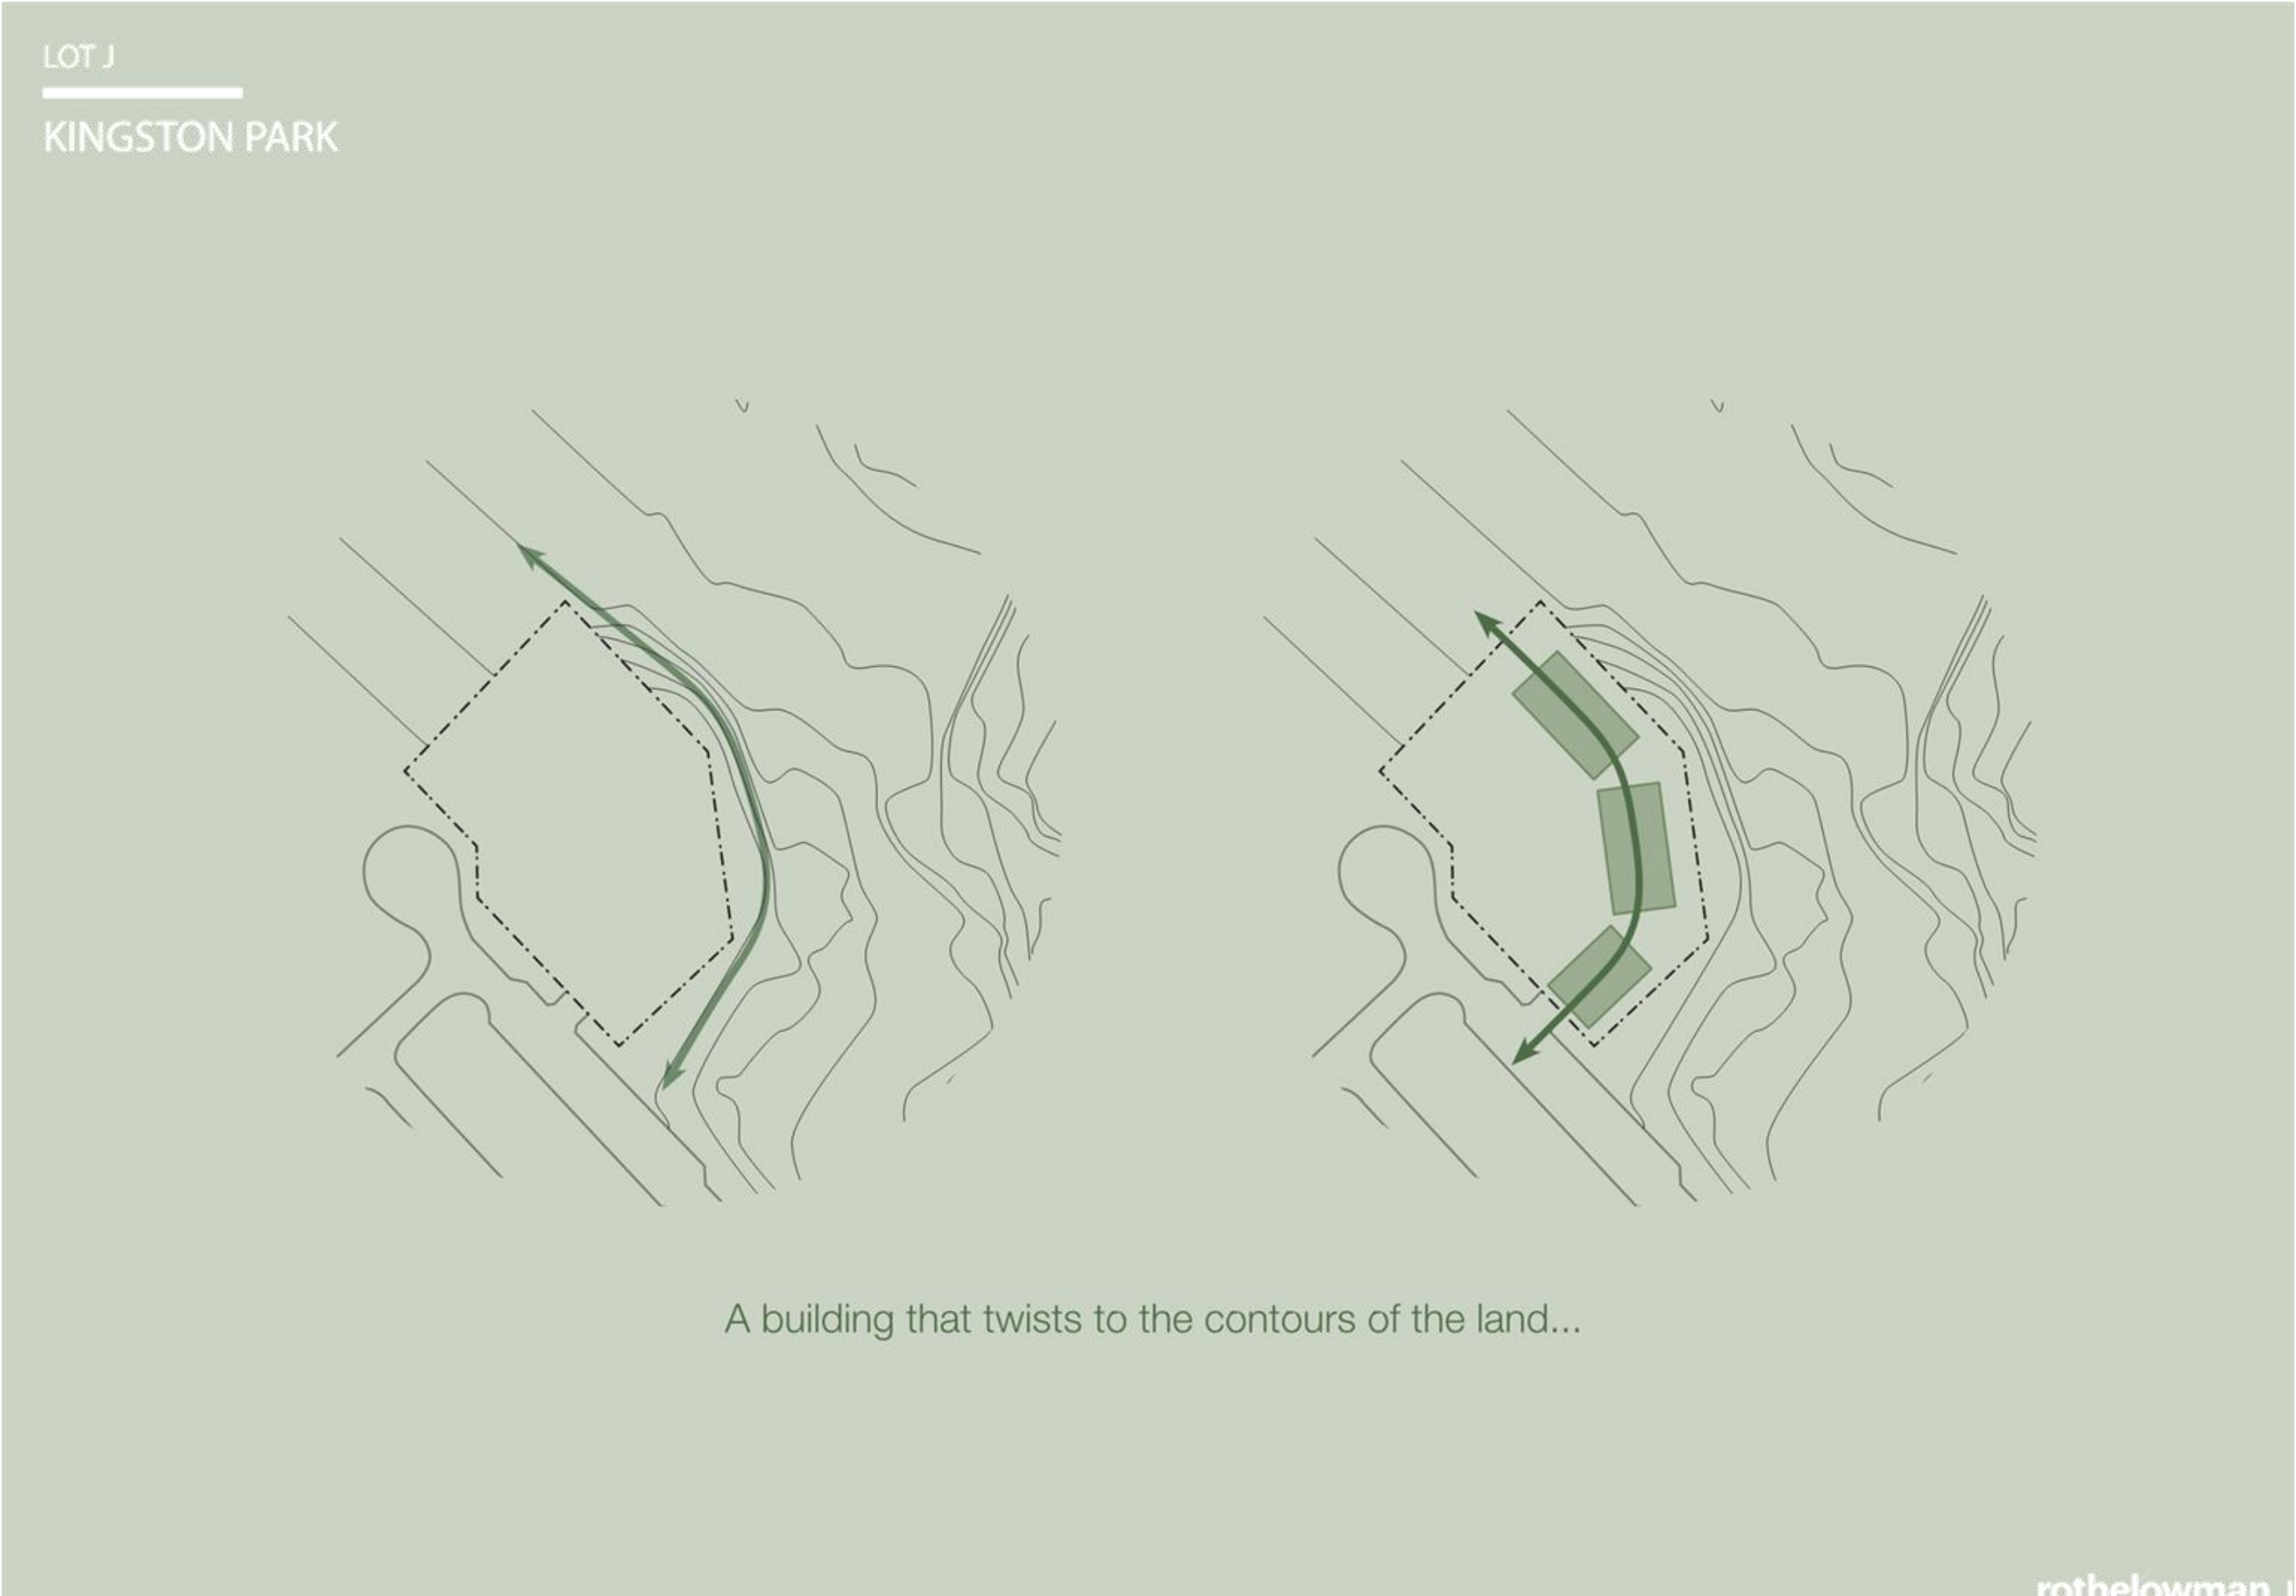 LOT J
KINGSTON PARK
A building that twists to the contours of the land...
rothelowman